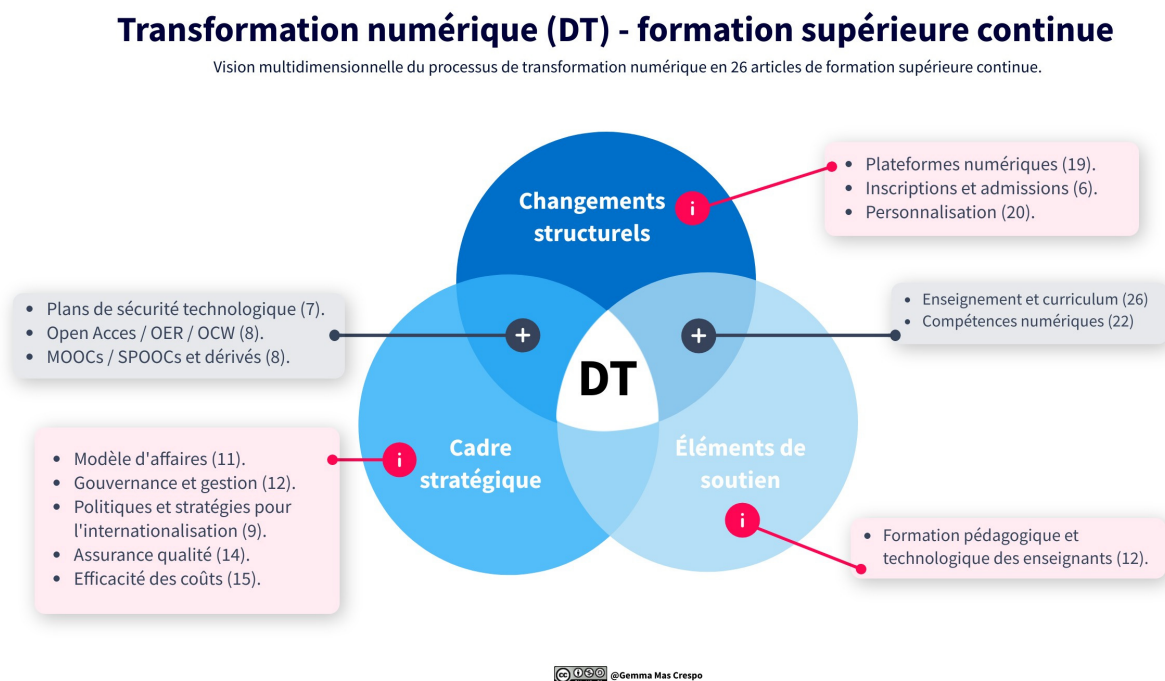 Transformation numérique (DT) - formation supérieure continue
Vision multidimensionnelle du processus de transformation numérique en 26 articles de formation supérieure continue.
Changements
structurels
i
• Plateformes numériques (19).
• Inscriptions et admissions (6).
• Personnalisation (20).
• Plans de sécurité technologique (7).
• Open Acces / OER / OCW (8).
• MOOCs / SPOOCs et dérivés (8).
+
+
• Enseignement et curriculum (26)
• Compétences numériques (22)
DT
• Modèle d'affaires (11).
• Gouvernance et gestion (12).
• Politiques et stratégies pour
l'internationalisation (9).
• Assurance qualité (14).
• Efficacité des coûts (15).
i
Cadre
stratégique
Éléments de
soutien
i
• Formation pédagogique et
technologique des enseignants (12).
cc
@Gemma Mas Crespo